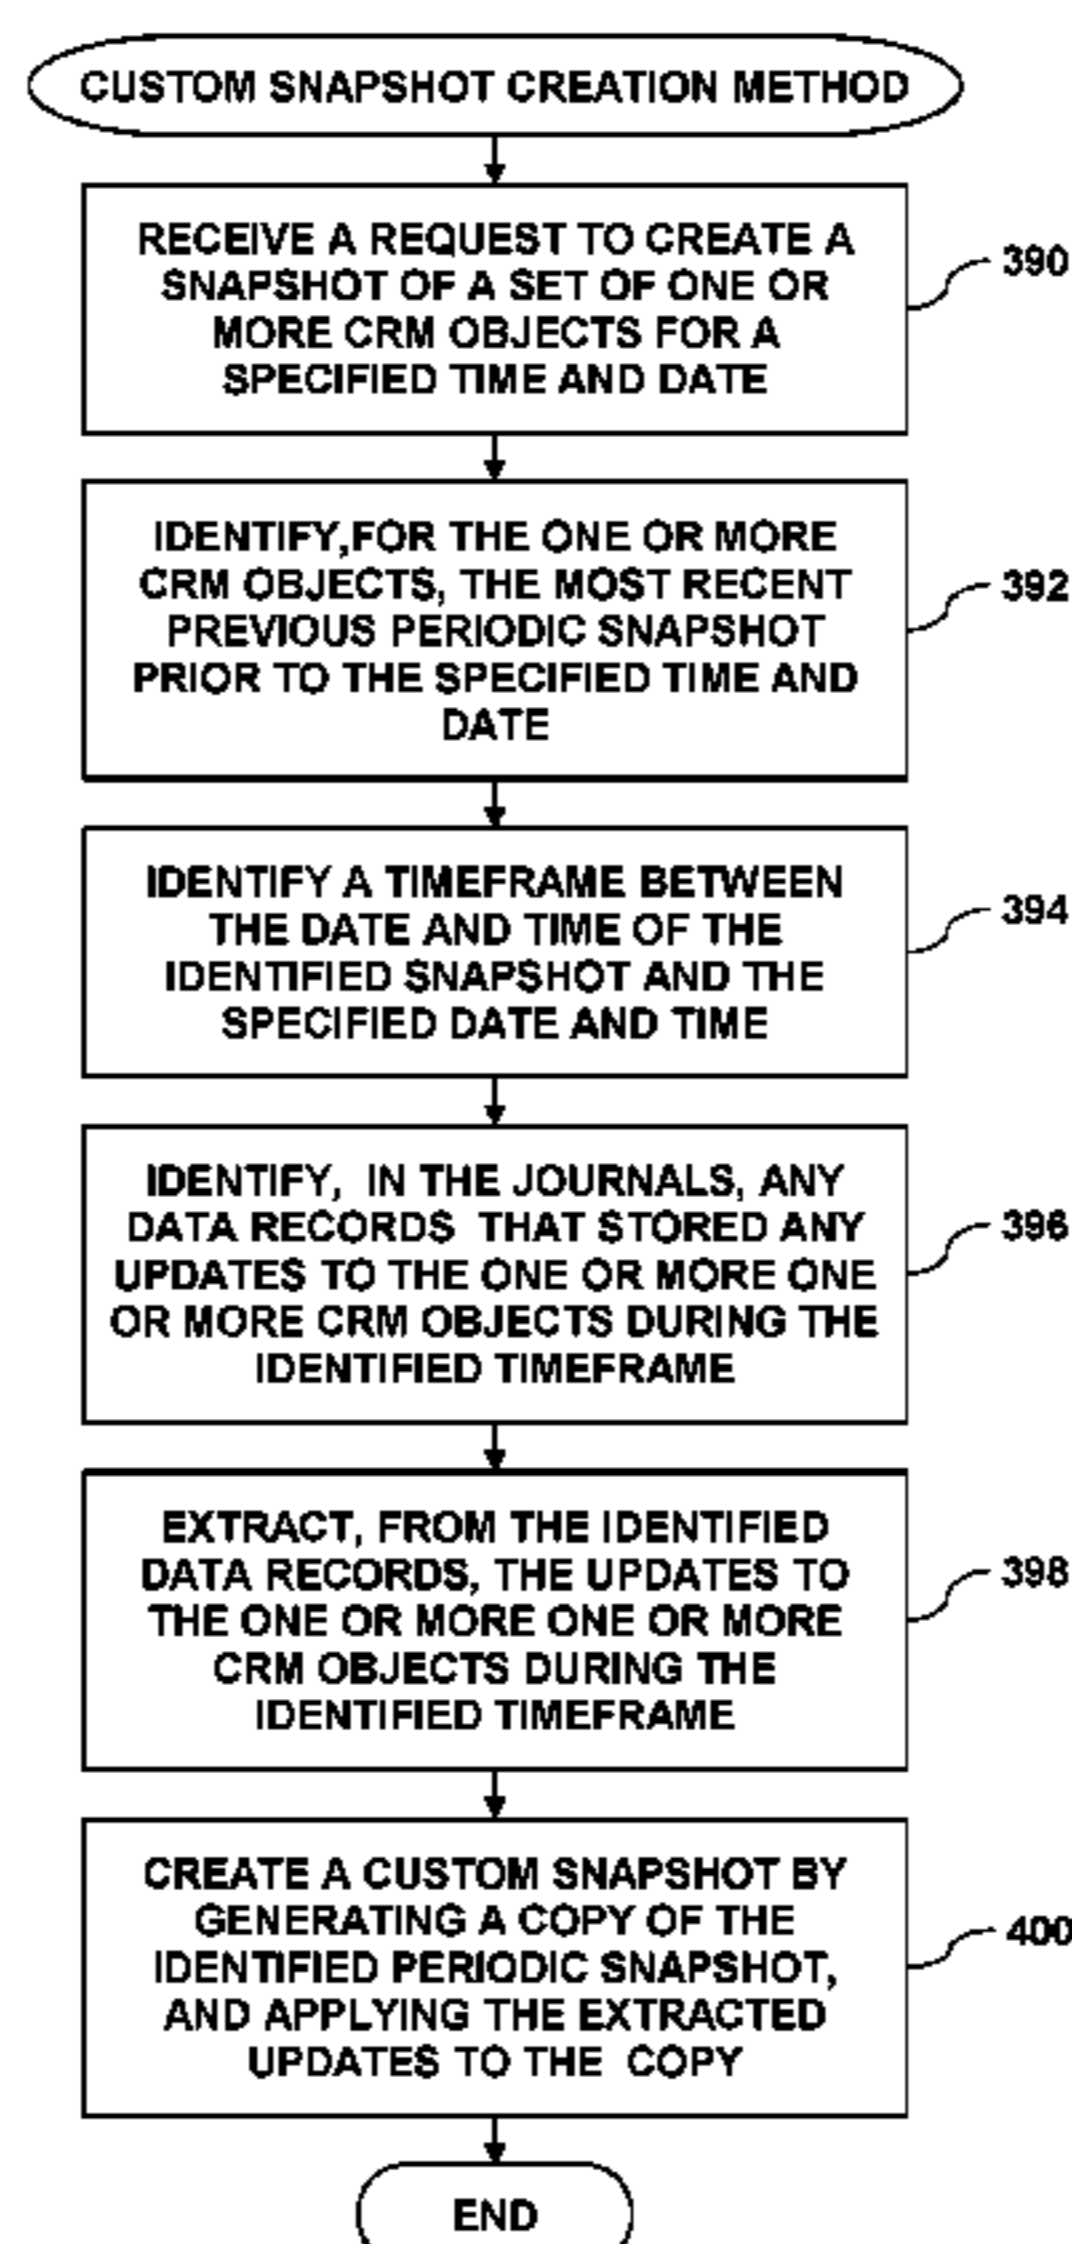 CUSTOM SNAPSHOT CREATION METHOD
RECEIVE A REQUEST TO CREATE A
SNAPSHOT OF A SET OF ONE OR
MORE CRM OBJECTS FOR A
SPECIFIED TIME AND DATE
390
IDENTIFY,FOR THE ONE OR MORE
CRM OBJECTS, THE MOST RECENT
PREVIOUS PERIODIC SNAPSHOT
PRIOR TO THE SPECIFIED TIME AND
DATE
392
IDENTIFY A TIMEFRAME BETWEEN
THE DATE AND TIME OF THE
IDENTIFIED SNAPSHOT AND THE
SPECIFIED DATE AND TIME
394
IDENTIFY, IN THE JOURNALS, ANY
DATA RECORDS THAT STORED ANY
UPDATES TO THE ONE OR MORE ONE
OR MORE CRM OBJECTS DURING THE
IDENTIFIED TIMEFRAME
396
EXTRACT, FROM THE IDENTIFIED
DATA RECORDS, THE UPDATES TO
THE ONE OR MORE ONE OR MORE
CRM OBJECTS DURING THE
IDENTIFIED TIMEFRAME
398
CREATE A CUSTOM SNAPSHOT BY
GENERATING A COPY OF THE
IDENTIFIED PERIODIC SNAPSHOT,
AND APPLYING THE EXTRACTED
UPDATES TO THE COPY
400
END